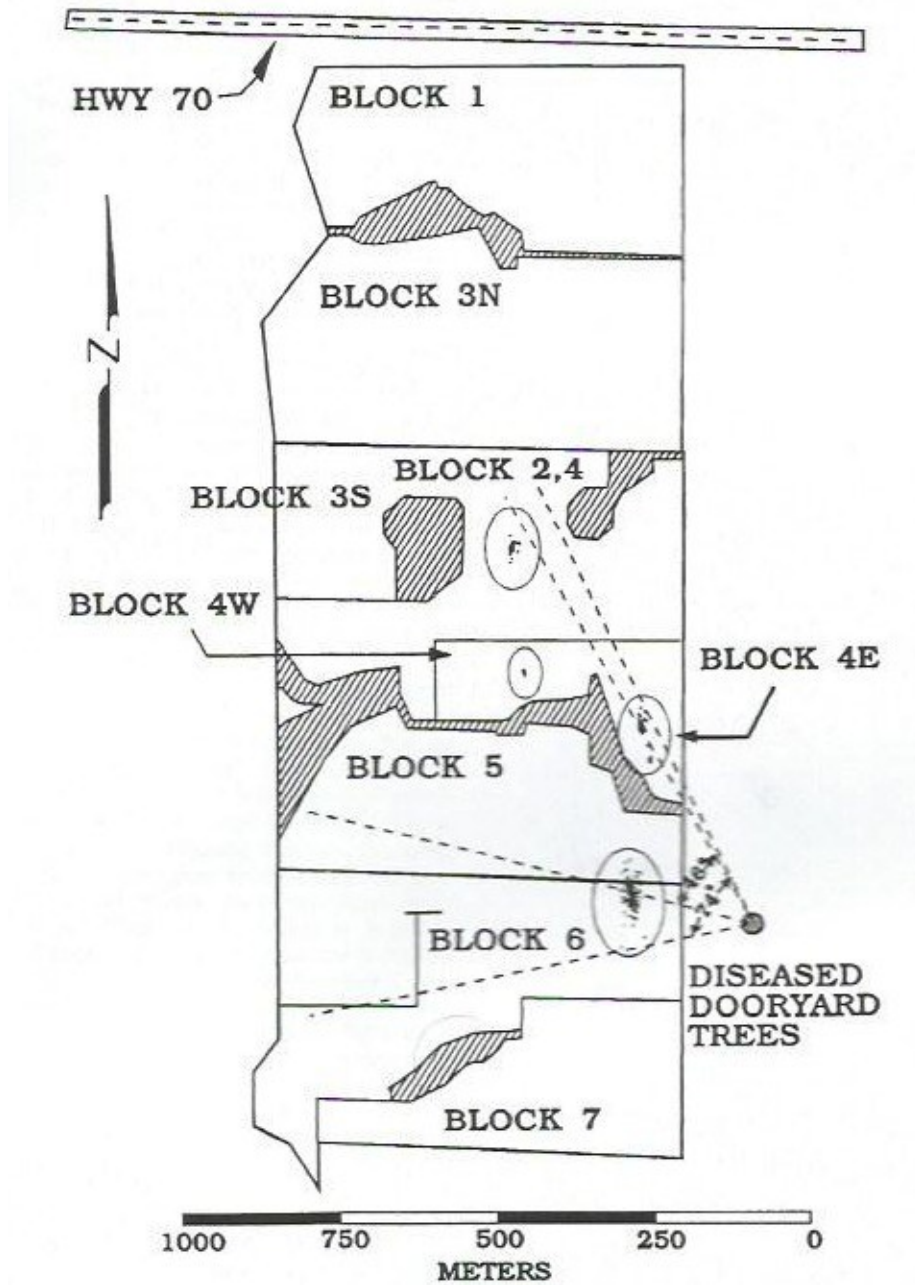 HWY 70
BLOCK 1
BLOCK 3N
Z
BLOCK 2,4
BLOCK 3S
BLOCK 4W
BLOCK 4E
BLOCK 5
BLOCK 6
DISEASED
DOORYARD
TREES
BLOCK 7
1000 750 500 250 0
METERS